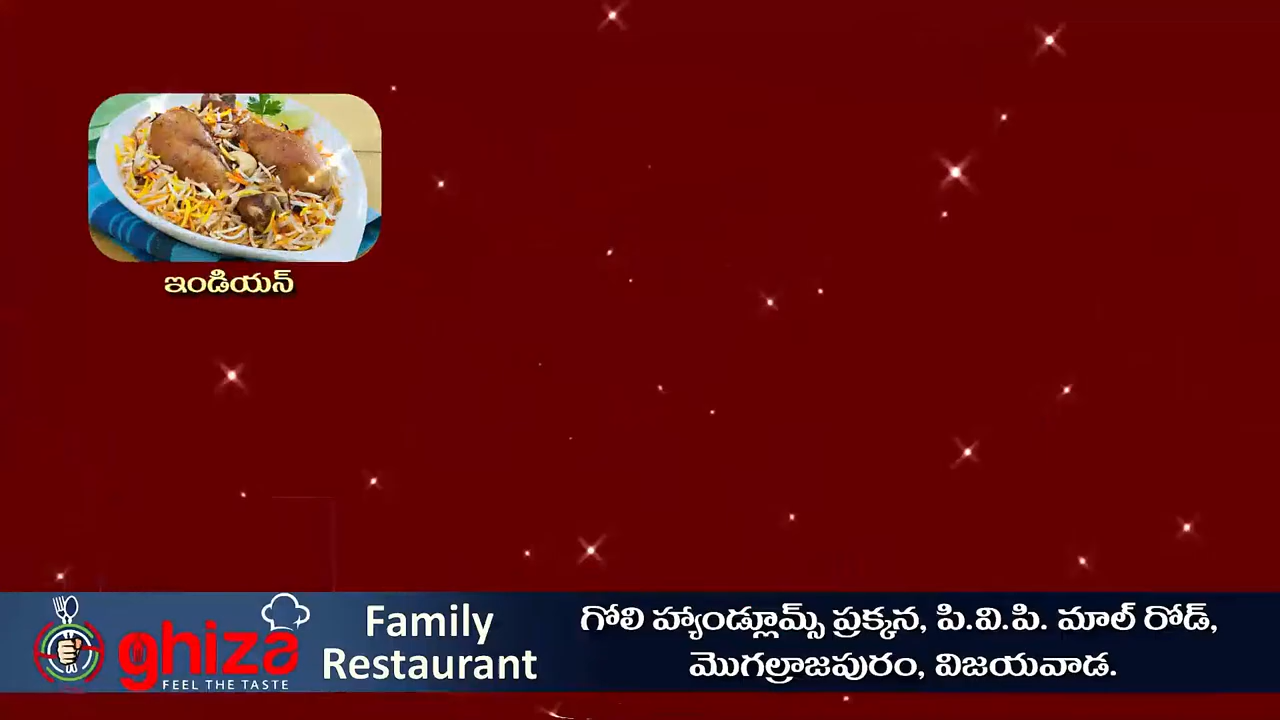 ఇండియన్
ghiza
FEEL THE TASTE
Family
Restaurant
గోలి హ్యాండ్లూమ్స్ ప్రక్కన, పి.వి.పి. మాల్ రోడ్,
మొగల్రాజపురం, విజయవాడ.